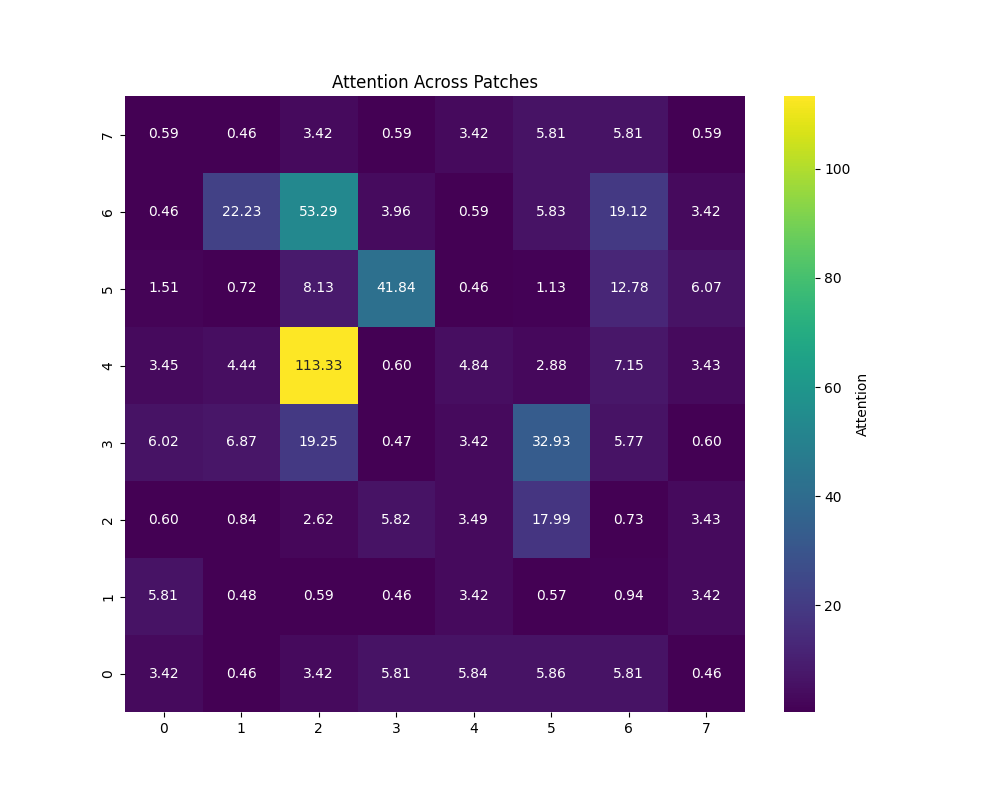 Attention Across Patches
7 0.59 0.46 3.42 0.59 3.42 5.81 5.81 0.59
6 0.46 22.23 53.29 3.96 0.59 5.83 19.12 3.42
5 1.51 0.72 8.13 41.84 0.46 1.13 12.78 6.07
4 3.45 4.44 113.33 0.60 4.84 2.88 7.15 3.43
3 6.02 6.87 19.25 0.47 3.42 32.93 5.77 0.60
2 0.60 0.84 2.62 5.82 3.49 17.99 0.73 3.43
1 5.81 0.48 0.59 0.46 3.42 0.57 0.94 3.42
0 3.42 0.46 3.42 5.81 5.84 5.86 5.81 0.46
0 1 2 3 4 5 6 7
100
80
60
40
20
Attention